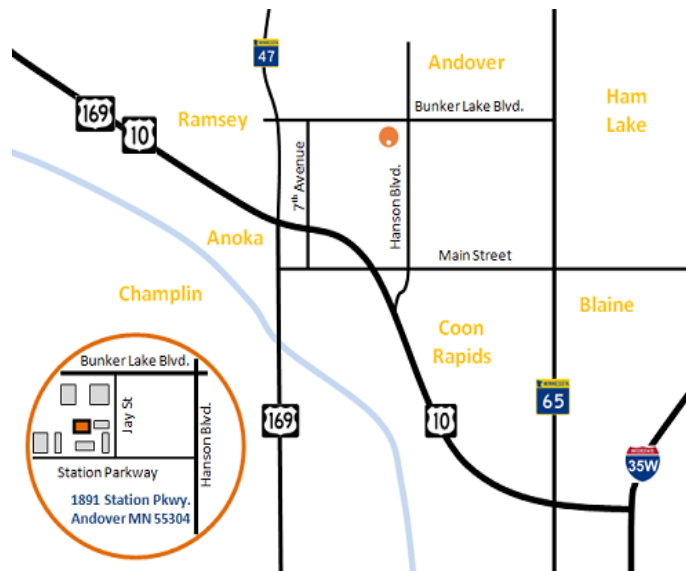 MINNESOTA
47
Andover
Ham
Lake
169
10
Ramsey
Bunker Lake Blvd.
7th Avenue
Hanson Blvd.
Anoka
Main Street
Champlin
Blaine
Coon
Rapids
169
10
MINNESOTA
65
35W
Bunker Lake Blvd.
Jay St
Hanson Blvd.
Station Parkway
1891 Station Pkwy.
Andover MN 55304